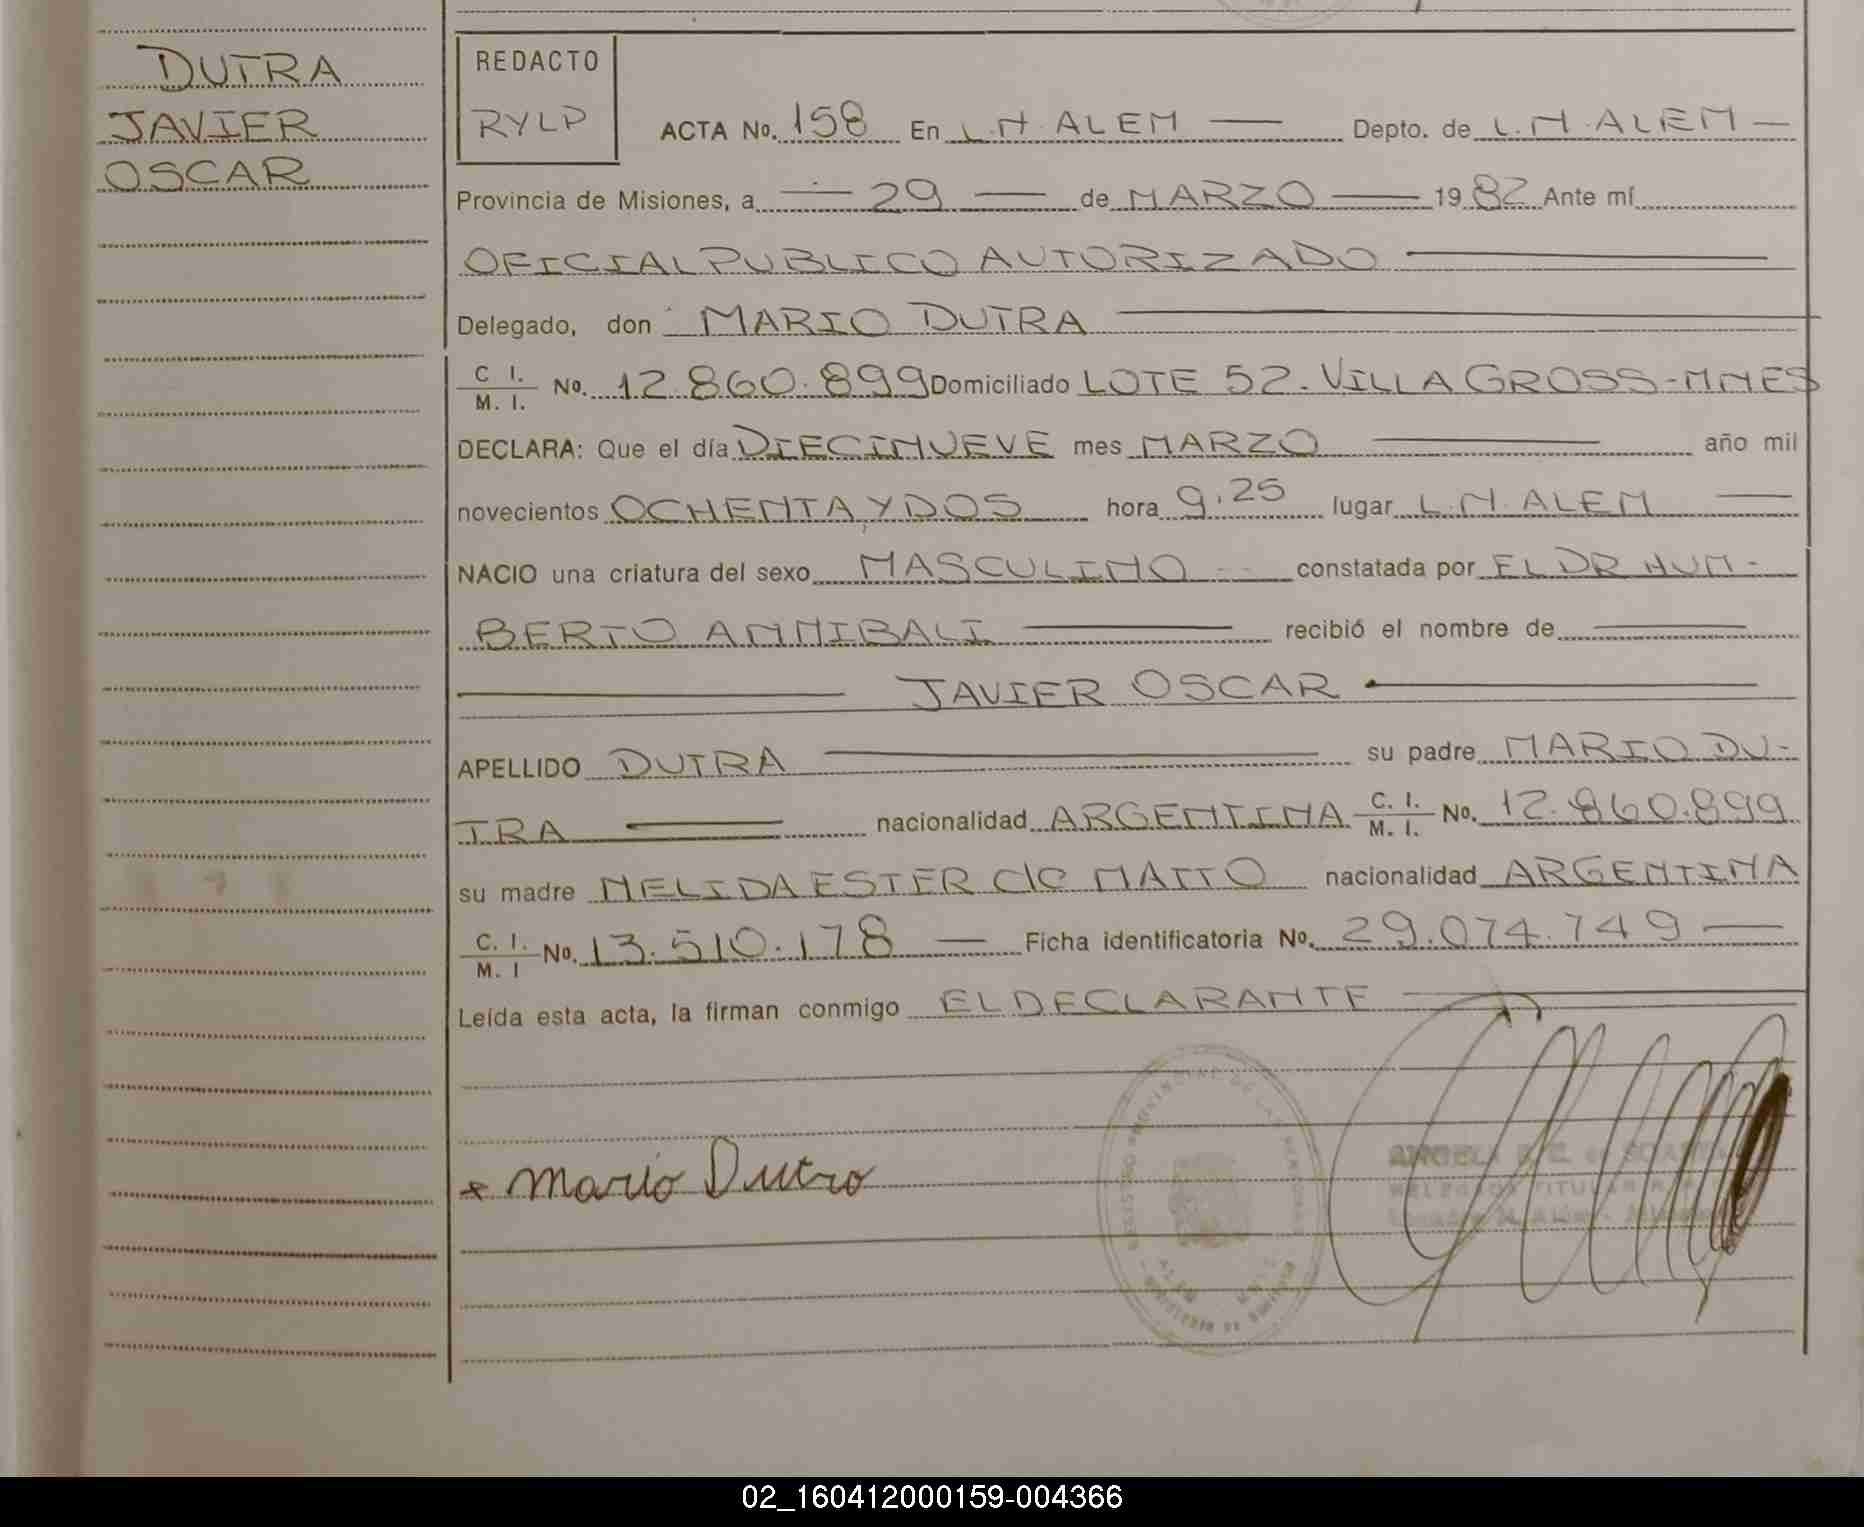 DUTRA
JAVIER
OSCAR
REDACTO
RYLP
ACTA No. 158 En L.N.ALEM Depto. de L.N.ALEM
Provincia de Misiones, a 29 de MARZO 1982 Ante mí
OFICIAL PUBLICO AUTORIZADO
Delegado, don MARIO DUTRA
C I. / M. I. No. 12.860.899 Domiciliado LOTE 52. VILLA GROSS-MNES
DECLARA: Que el día DIECINUEVE mes MARZO año mil
novecientos OCHENTA Y DOS hora 9.25 lugar L.N.ALEM
NACIO una criatura del sexo MASCULINO constatada por EL DR HUM-
BERTO ANNIBALI recibió el nombre de
JAVIER OSCAR
APELLIDO DUTRA su padre MARIO DU-
TRA nacionalidad ARGENTINA C. I. / M. I. No. 12.860.899
su madre NELIDA ESTER CIC MATTO nacionalidad ARGENTINA
C. I. / M. I No. 13.510.178 Ficha identificatoria No. 29.074.749
Leída esta acta, la firman conmigo EL DECLARANTE
Mario Dutra
02_160412000159-004366